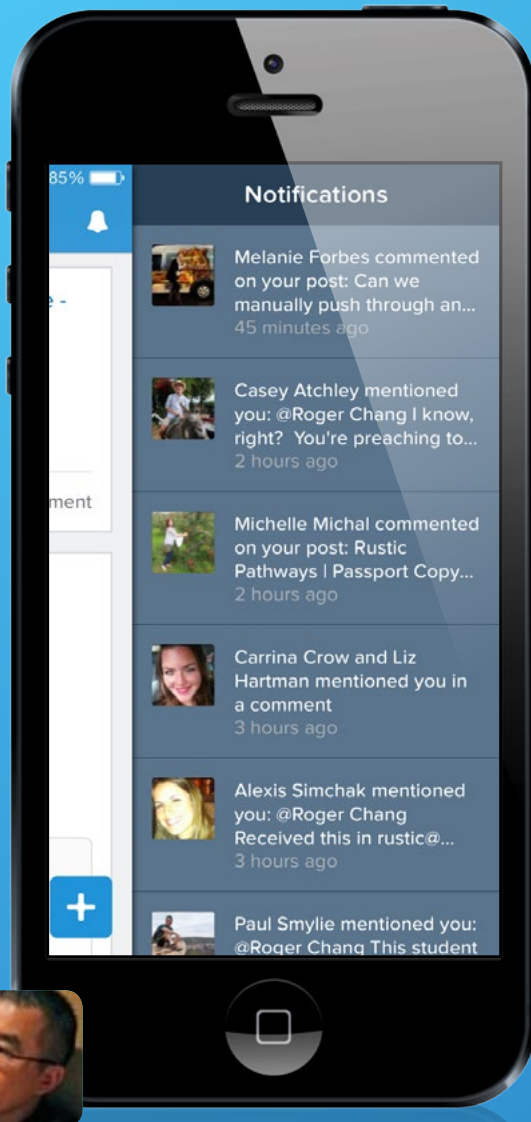 85%
Notifications
Melanie Forbes commented
on your post: Can we
manually push through an...
45 minutes ago
e -
Casey Atchley mentioned
you: @Roger Chang I know,
right?  You're preaching to...
2 hours ago
ment
Michelle Michal commented
on your post: Rustic
Pathways | Passport Copy...
2 hours ago
Carrina Crow and Liz
Hartman mentioned you in
a comment
3 hours ago
Alexis Simchak mentioned
you: @Roger Chang
Received this in rustic@...
3 hours ago
+
Paul Smylie mentioned you:
@Roger Chang This student